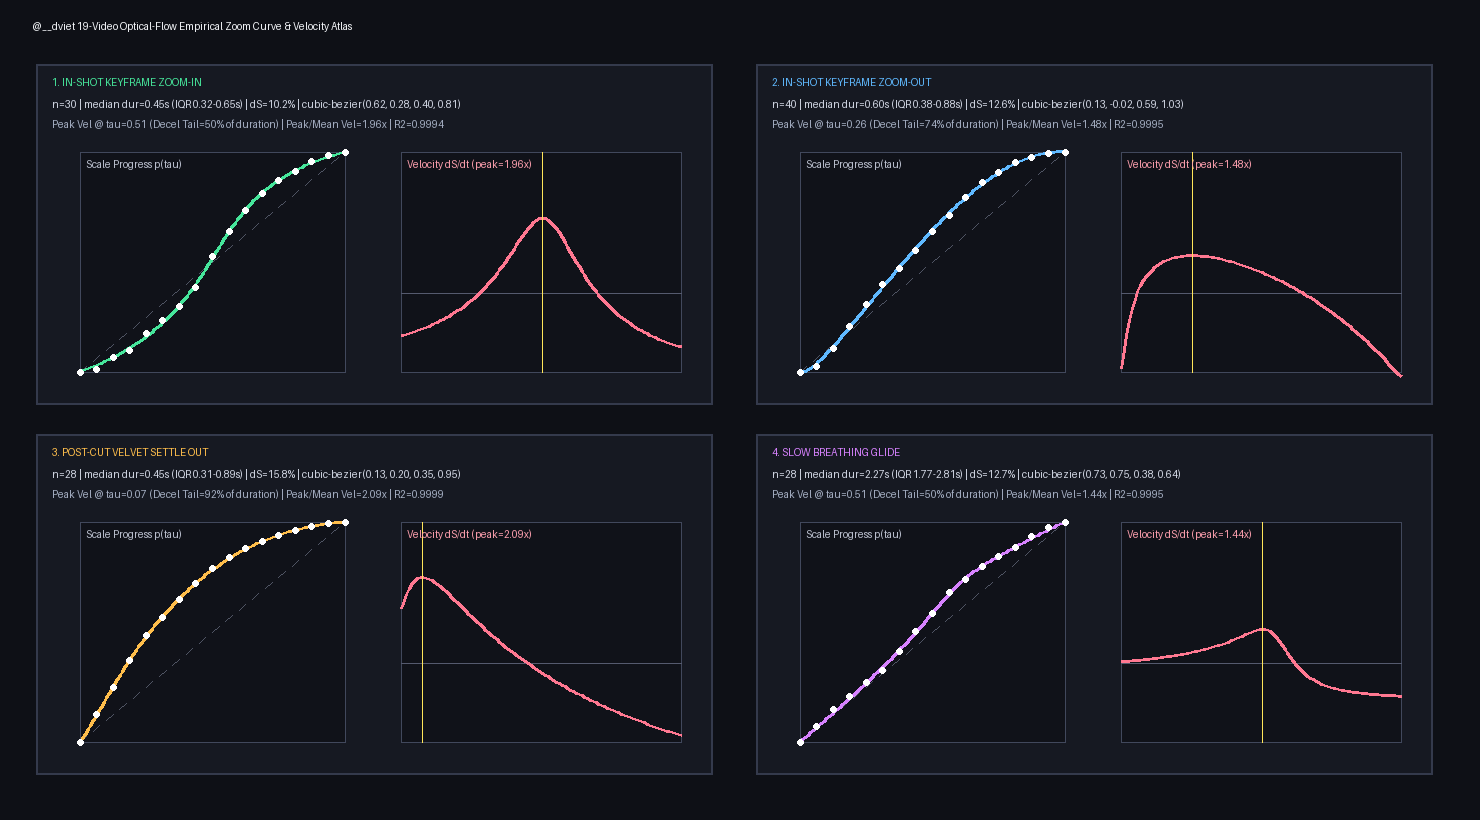 @__dviet 19-Video Optical-Flow Empirical Zoom Curve & Velocity Atlas
1. IN-SHOT KEYFRAME ZOOM-IN
n=30 | median dur=0.45s (IQR 0.32-0.65s) | dS=10.2% | cubic-bezier(0.62, 0.28, 0.40, 0.81)
Peak Vel @ tau=0.51 (Decel Tail=50% of duration) | Peak/Mean Vel=1.96x | R2=0.9994
Scale Progress p(tau)
Velocity dS/dt (peak=1.96x)
2. IN-SHOT KEYFRAME ZOOM-OUT
n=40 | median dur=0.60s (IQR 0.38-0.88s) | dS=12.6% | cubic-bezier(0.13, -0.02, 0.59, 1.03)
Peak Vel @ tau=0.26 (Decel Tail=74% of duration) | Peak/Mean Vel=1.48x | R2=0.9995
Scale Progress p(tau)
Velocity dS/dt (peak=1.48x)
3. POST-CUT VELVET SETTLE OUT
n=28 | median dur=0.45s (IQR 0.31-0.89s) | dS=15.8% | cubic-bezier(0.13, 0.20, 0.35, 0.95)
Peak Vel @ tau=0.07 (Decel Tail=92% of duration) | Peak/Mean Vel=2.09x | R2=0.9999
Scale Progress p(tau)
Velocity dS/dt (peak=2.09x)
4. SLOW BREATHING GLIDE
n=28 | median dur=2.27s (IQR 1.77-2.81s) | dS=12.7% | cubic-bezier(0.73, 0.75, 0.38, 0.64)
Peak Vel @ tau=0.51 (Decel Tail=50% of duration) | Peak/Mean Vel=1.44x | R2=0.9995
Scale Progress p(tau)
Velocity dS/dt (peak=1.44x)